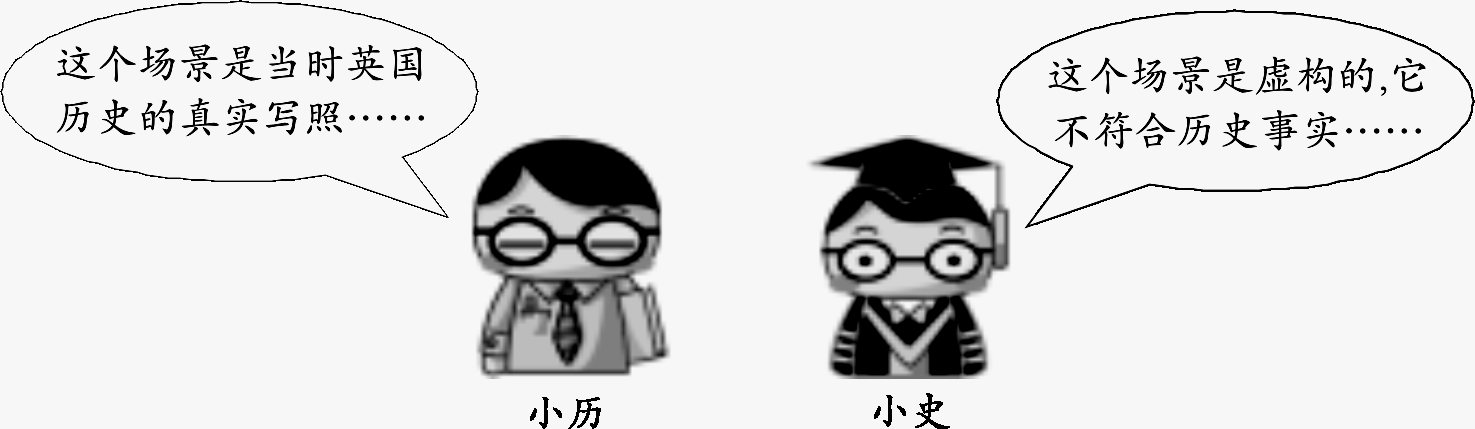 这个场景是当时英国
历史的真实写照……
这个场景是虚构的,它
不符合历史事实……
小历
小史